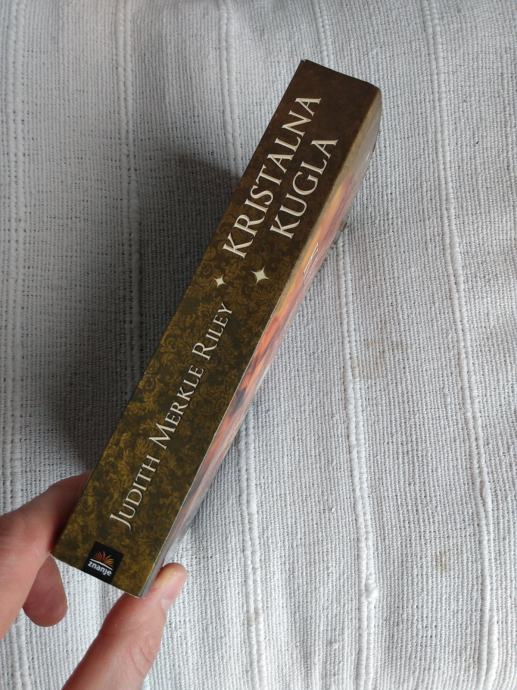 JUDITH MERKLE RILEY
KRISTALNA
KUGLA
znanje